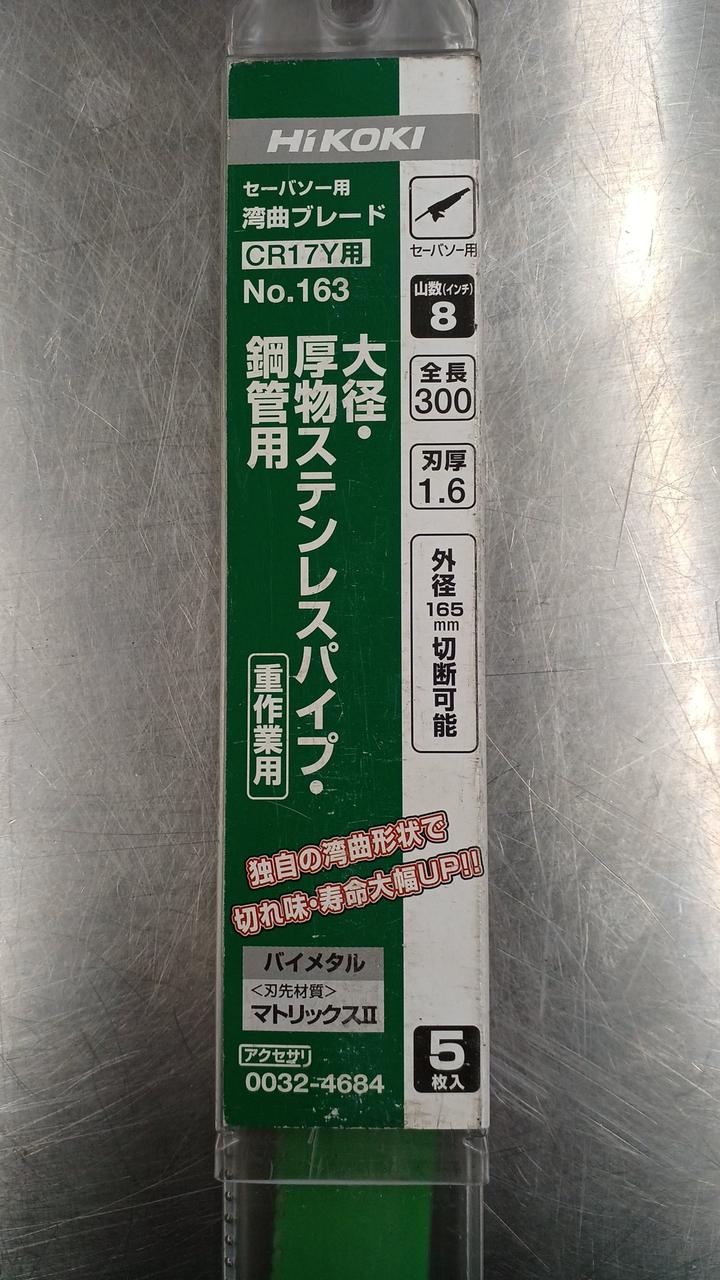 HiKOKI
セーバソー用
湾曲ブレード
CR17Y用
No.163
大径・
厚物ステンレスパイプ・
鋼管用
重作業用
独自の湾曲形状で
切れ味・寿命大幅UP!!
バイメタル
<刃先材質>
マトリックスII
アクセサリ
0032-4684
セーバソー用
山数(インチ)
8
全長
300
刃厚
1.6
外径165mm切断可能
5
枚入